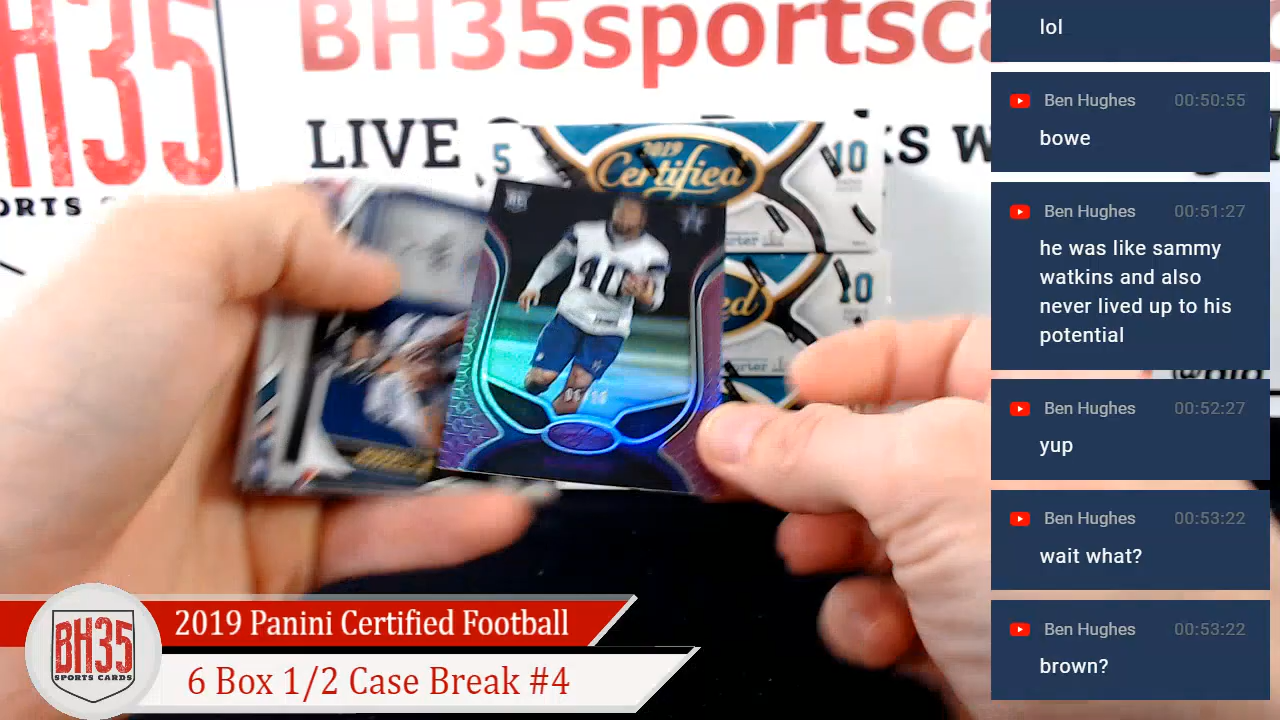 BH35
ORTS
BH35sportsca
LIVE
ks w
5
2019
Certified
10
10
RC
40
lol
Ben Hughes 00:50:55
bowe
Ben Hughes 00:51:27
he was like sammy
watkins and also
never lived up to his
potential
Ben Hughes 00:52:27
yup
Ben Hughes 00:53:22
wait what?
Ben Hughes 00:53:22
brown?
BH35
SPORTS CARDS
2019 Panini Certified Football
6 Box 1/2 Case Break #4